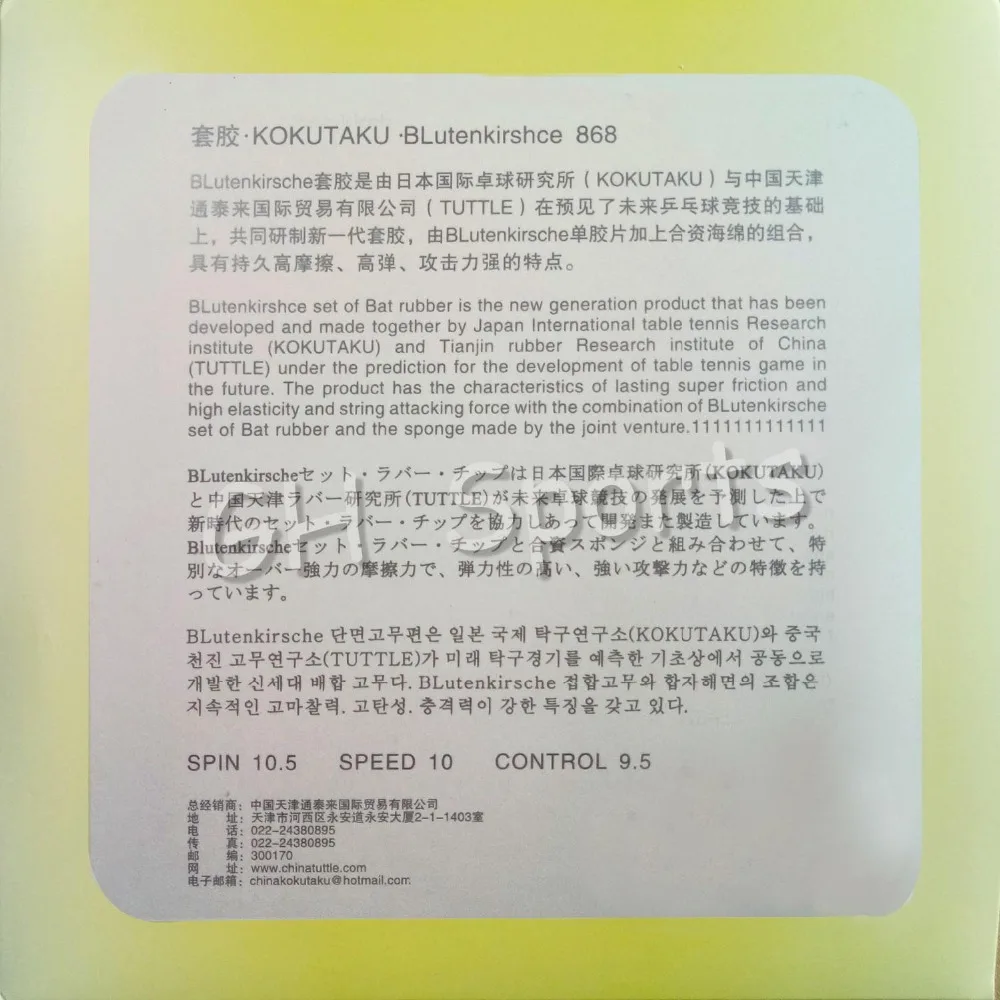 套胶·KOKUTAKU·BLutenkirshce 868
BLutenkirsche套胶是由日本国际卓球研究所(KOKUTAKU)与中国天津
通泰来国际贸易有限公司(TUTTLE)在预见了未来乒乓球竞技的基础
上，共同研制新一代套胶，由BLutenkirsche单胶片加上合资海绵的组合，
具有持久高摩擦、高弹、攻击力强的特点。
BLutenkirshce set of Bat rubber is the new generation product that has been
developed and made together by Japan International table tennis Research
institute (KOKUTAKU) and Tianjin rubber Research institute of China
(TUTTLE) under the prediction for the development of table tennis game in
the future. The product has the characteristics of lasting super friction and
high elasticity and string attacking force with the combination of BLutenkirsche
set of Bat rubber and the sponge made by the joint venture.1111111111111
BLutenkirscheセット・ラバー・チップは日本国際卓球研究所(KOKUTAKU)
と中国天津ラバー研究所(TUTTLE)が未来卓球競技の発展を予測した上で
新時代のセット・ラバー・チップを協力しあって開発また製造しています。
Blutenkirscheセット・ラバー・チップと合資スポンジと組み合わせて、特
別なオーバー強力の摩擦力で、弾力性の高い、強い攻撃力などの特徴を持
っています。
GH Sports
BLutenkirsche 단면고무편은 일본 국제 탁구연구소(KOKUTAKU)와 중국
천진 고무연구소(TUTTLE)가 미래 탁구경기를 예측한 기초상에서 공동으로
개발한 신세대 배합 고무다. BLutenkirsche 접합고무와 합자해면의 조합은
지속적인 고마찰력. 고탄성. 충격력이 강한 특징을 갖고 있다.
SPIN 10.5 SPEED 10 CONTROL 9.5
总经销商：中国天津通泰来国际贸易有限公司
地 址：天津市河西区永安道永安大厦2-1-1403室
电 话：022-24380895
传 真：022-24380895
邮 编：300170
网 址：www.chinatuttle.com
电子邮箱：chinakokutaku@hotmail.com